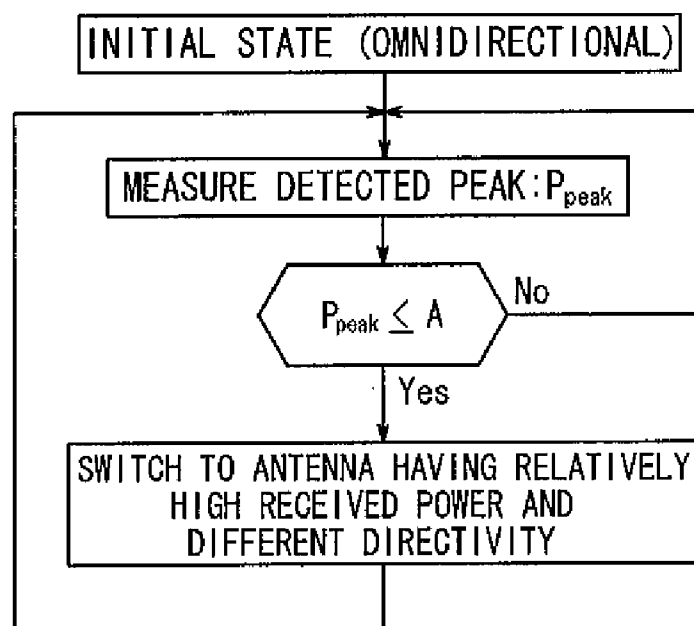 INITIAL STATE (OMNIDIRECTIONAL)
MEASURE DETECTED PEAK:Ppeak
Ppeak ≤ A
No
Yes
SWITCH TO ANTENNA HAVING RELATIVELY
HIGH RECEIVED POWER AND
DIFFERENT DIRECTIVITY